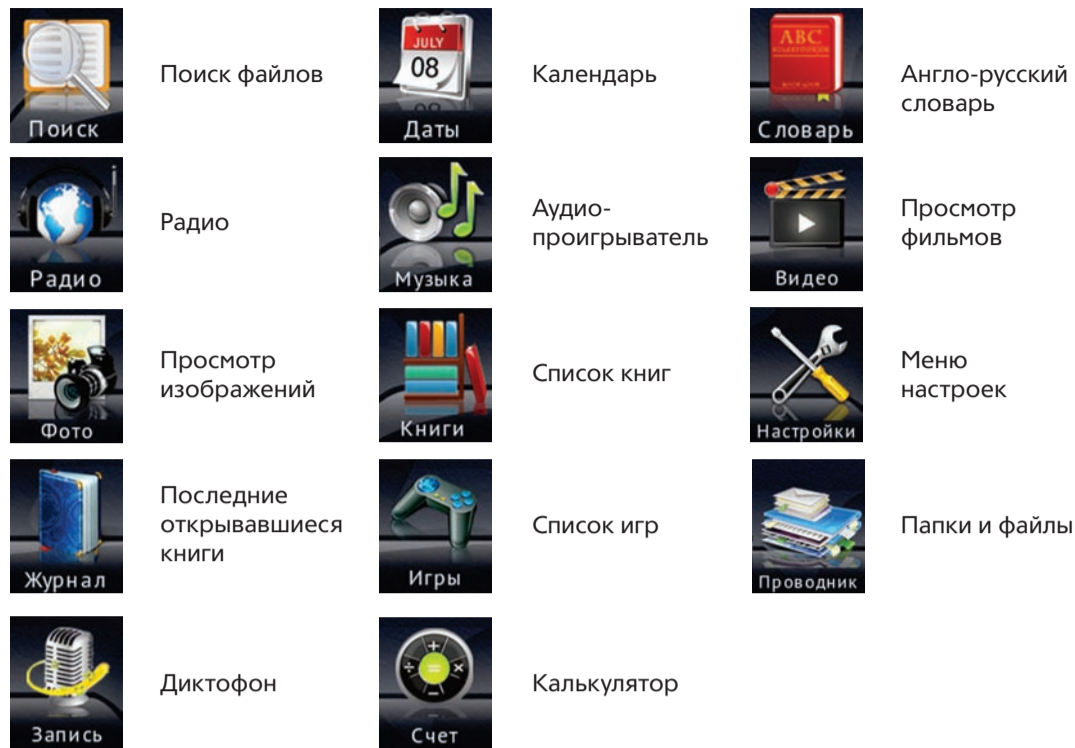 Поиск
Поиск файлов
JULY
08
Даты
Календарь
ABC
Словарь
Англо-русский
словарь
Радио
Радио
Музыка
Аудио-
проигрыватель
Видео
Просмотр
фильмов
Фото
Просмотр
изображений
Книги
Список книг
Настройки
Меню
настроек
Журнал
Последние
открывавшиеся
книги
Игры
Список игр
Проводник
Папки и файлы
Запись
Диктофон
Счет
Калькулятор